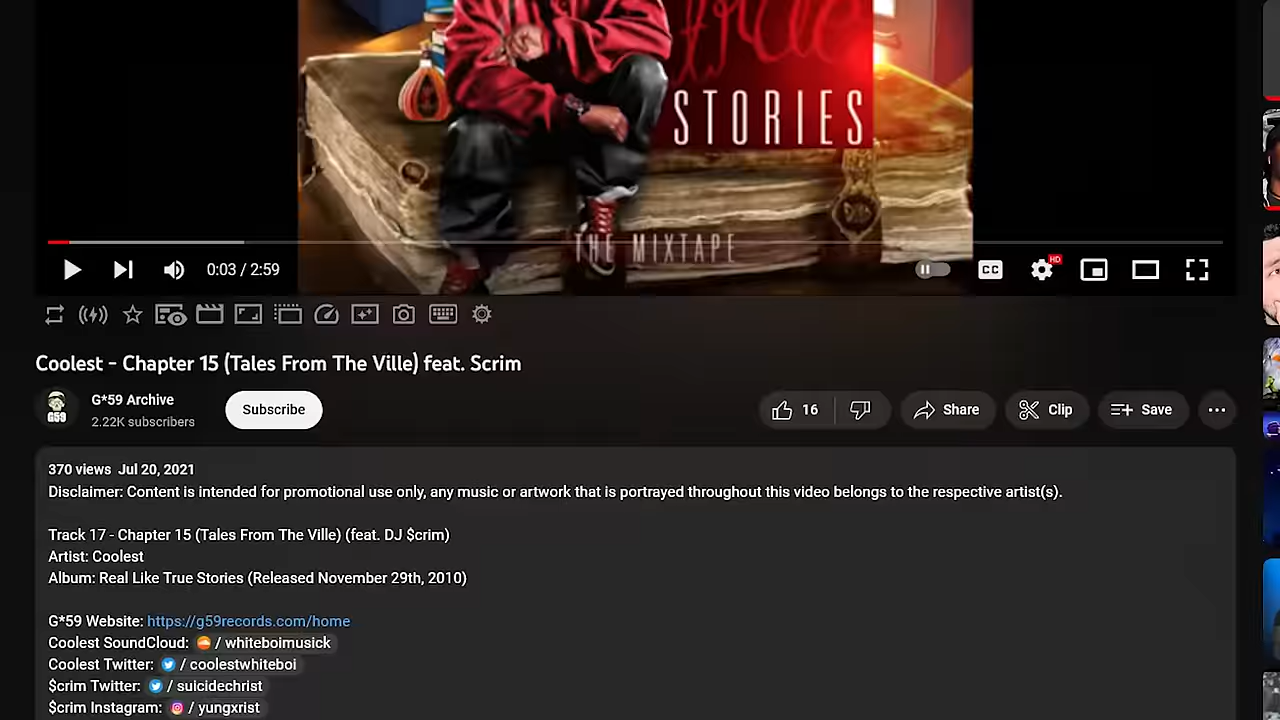 True
STORIES
THE MIXTAPE
0:03 / 2:59
CC
HD
Coolest - Chapter 15 (Tales From The Ville) feat. Scrim
G59
G*59 Archive
2.22K subscribers
Subscribe
16
Share
Clip
Save
370 views Jul 20, 2021
Disclaimer: Content is intended for promotional use only, any music or artwork that is portrayed throughout this video belongs to the respective artist(s).
Track 17 - Chapter 15 (Tales From The Ville) (feat. DJ $crim)
Artist: Coolest
Album: Real Like True Stories (Released November 29th, 2010)
G*59 Website: https://g59records.com/home
Coolest SoundCloud: / whiteboimusick
Coolest Twitter: / coolestwhiteboi
$crim Twitter: / suicidechrist
$crim Instagram: / yungxrist